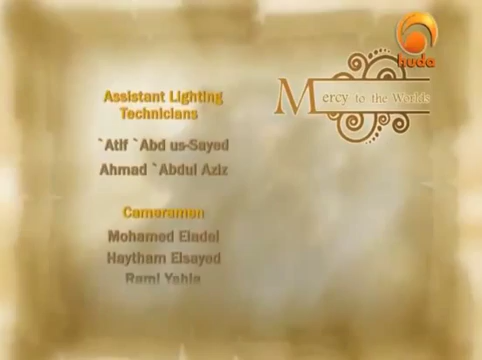 huda
Mercy to the Worlds
Assistant Lighting
Technicians
`Atif `Abd us-Sayed
Ahmad `Abdul Aziz
Cameramen
Mohamed Eladel
Haytham Elsayed
Rami Yahia